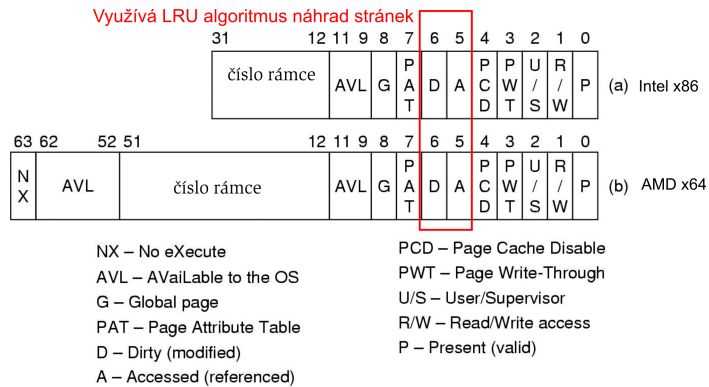 Využívá LRU algoritmus náhrad stránek
31 12 11 9 8 7 6 5 4 3 2 1 0
číslo rámce AVL G PAT D A PCD PWT U/S R/W P (a) Intel x86
63 62 52 51 12 11 9 8 7 6 5 4 3 2 1 0
NX AVL číslo rámce AVL G PAT D A PCD PWT U/S R/W P (b) AMD x64
NX – No eXecute
AVL – AVaiLable to the OS
G – Global page
PAT – Page Attribute Table
D – Dirty (modified)
A – Accessed (referenced)
PCD – Page Cache Disable
PWT – Page Write-Through
U/S – User/Supervisor
R/W – Read/Write access
P – Present (valid)